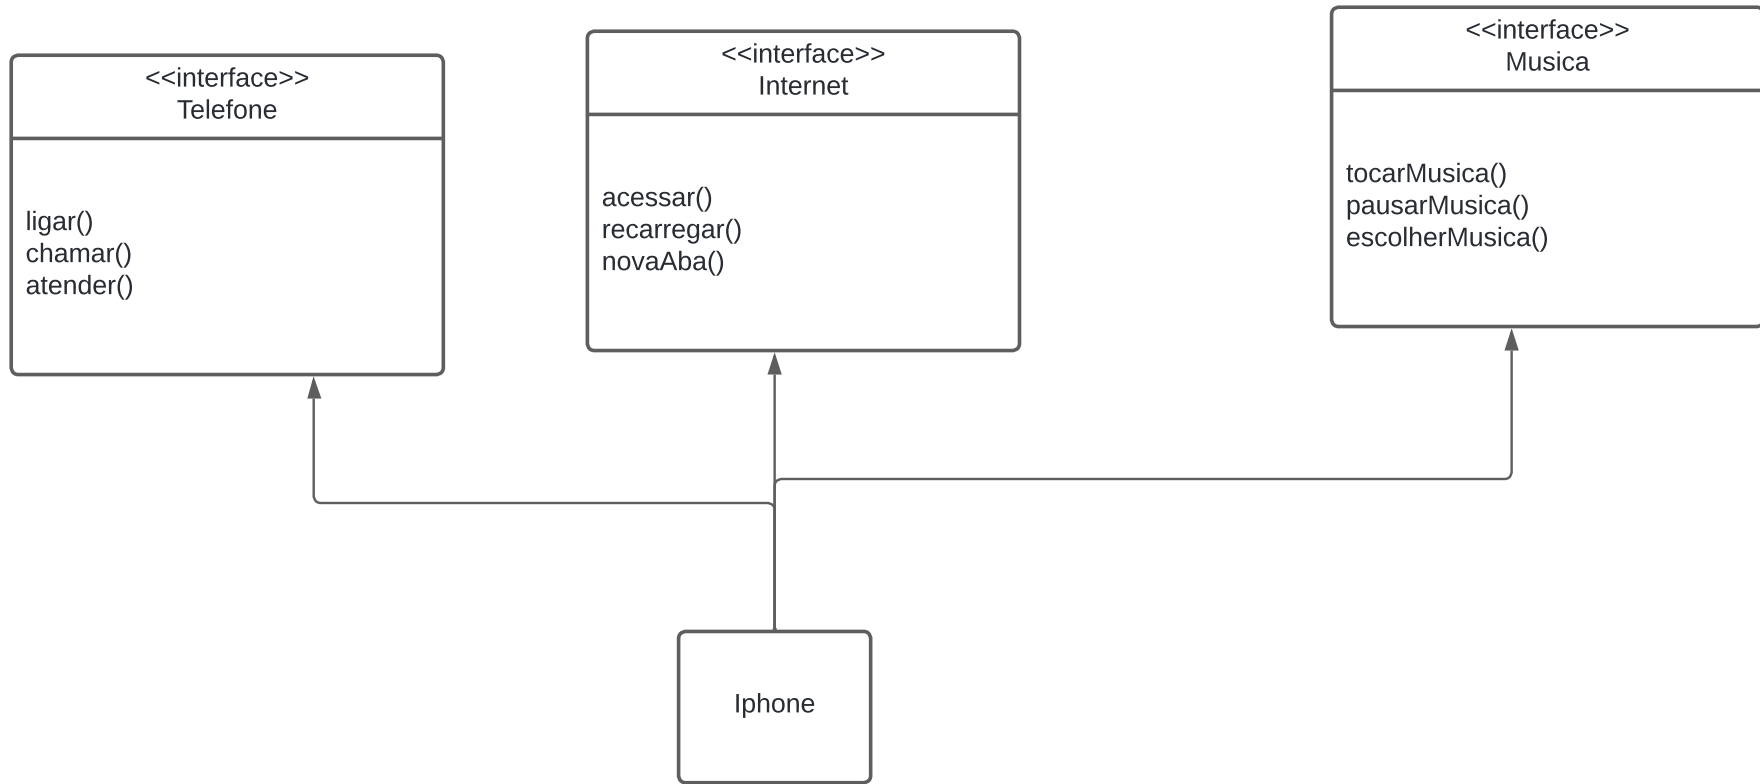 <<interface>>
Telefone
ligar()
chamar()
atender()
<<interface>>
Internet
acessar()
recarregar()
novaAba()
<<interface>>
Musica
tocarMusica()
pausarMusica()
escolherMusica()
Iphone